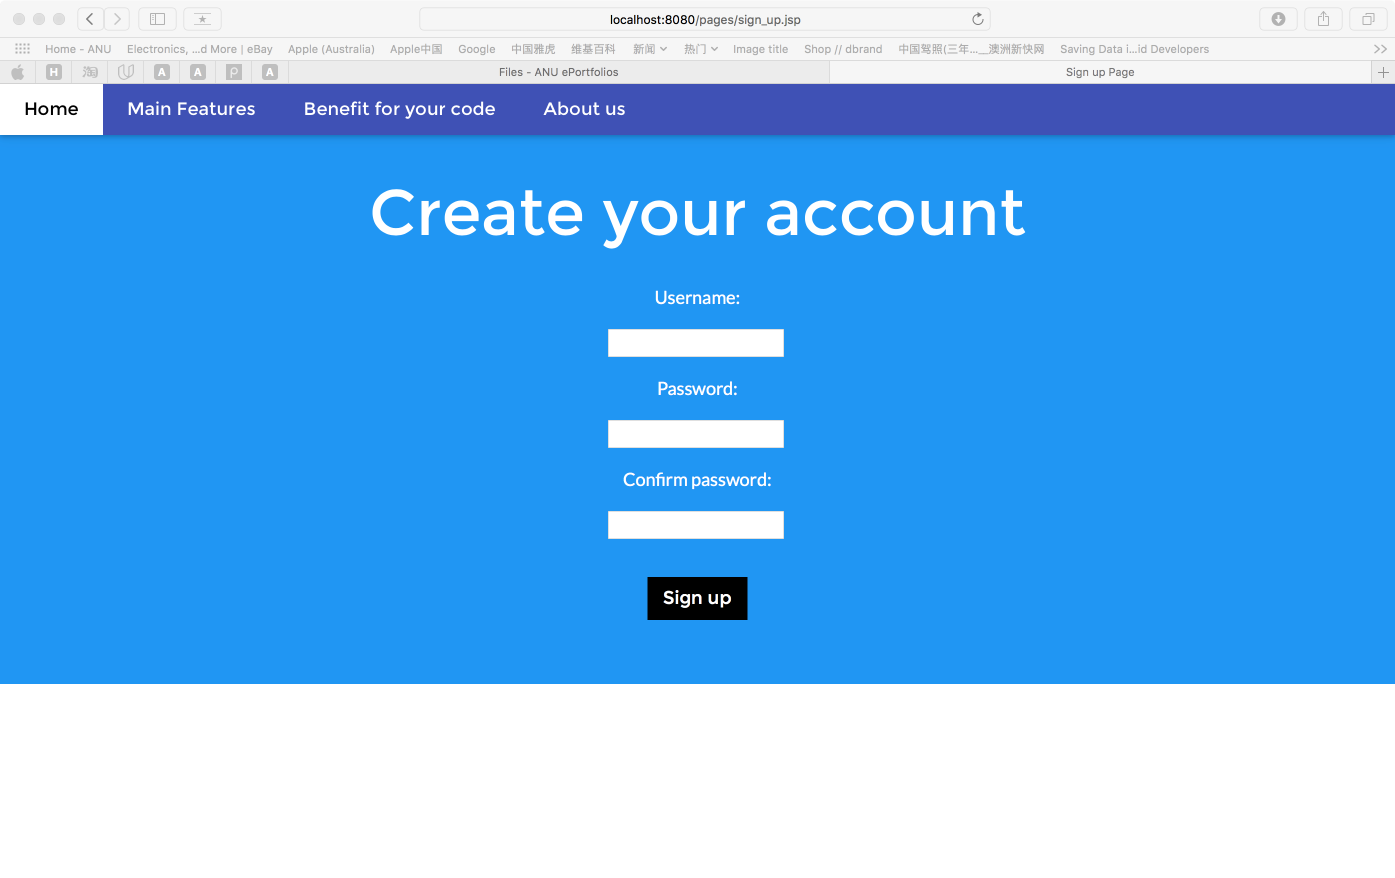 localhost:8080/pages/sign_up.jsp
Home - ANU Electronics, ...d More | eBay Apple (Australia) Apple中国 Google 中国雅虎 维基百科 新闻 热门 Image title Shop // dbrand 中国驾照(三年...__澳洲新快网 Saving Data i...id Developers
H 淘 U A A P A Files - ANU ePortfolios Sign up Page
Home Main Features Benefit for your code About us
Create your account
Username:
Password:
Confirm password:
Sign up